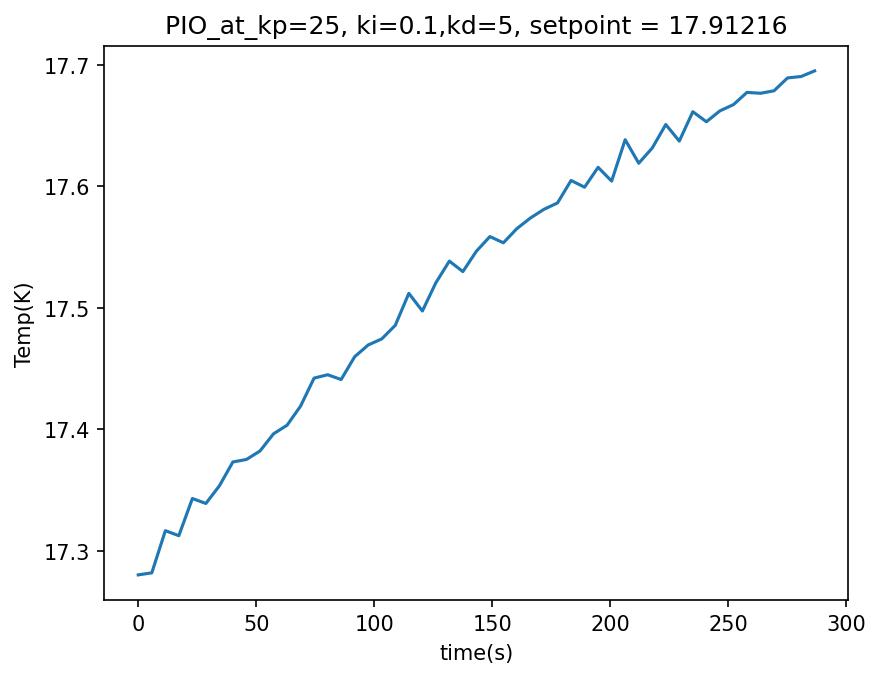 PIO_at_kp=25, ki=0.1,kd=5, setpoint = 17.91216
17.7
17.6
17.5
17.4
17.3
Temp(K)
0 50 100 150 200 250 300
time(s)